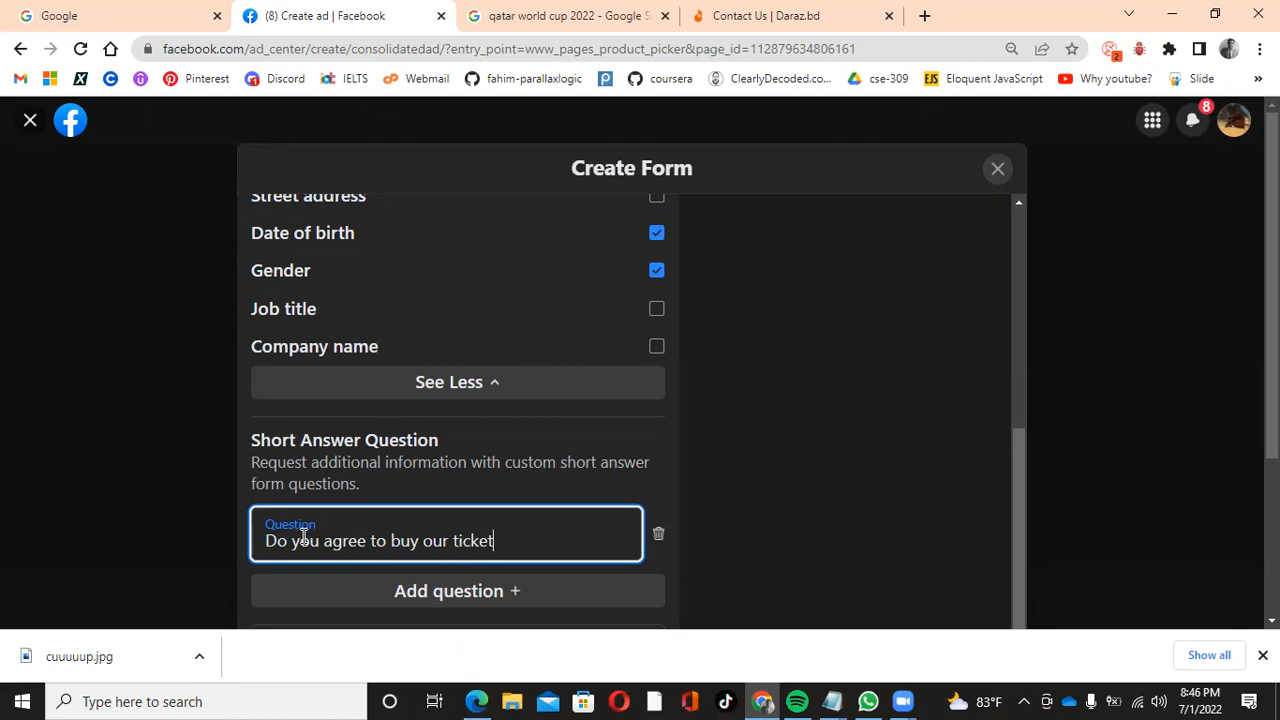 Google
(8) Create ad | Facebook
qatar world cup 2022 - Google S
Contact Us | Daraz.bd
facebook.com/ad_center/create/consolidatedad/?entry_point=www_pages_product_picker&page_id=112879654806161
2
Pinterest
Discord
IELTS
Webmail
fahim-parallaxlogic
coursera
ClearlyDecoded.co...
cse-309
EJS
Eloquent JavaScript
Why youtube?
Slide
»
8
Create Form
Street address
Date of birth
Gender
Job title
Company name
See Less
Short Answer Question
Request additional information with custom short answer
form questions.
Question
Do you agree to buy our ticket
Add question +
cuuuuup.jpg
Show all
Type here to search
83°F
8:46 PM
7/1/2022